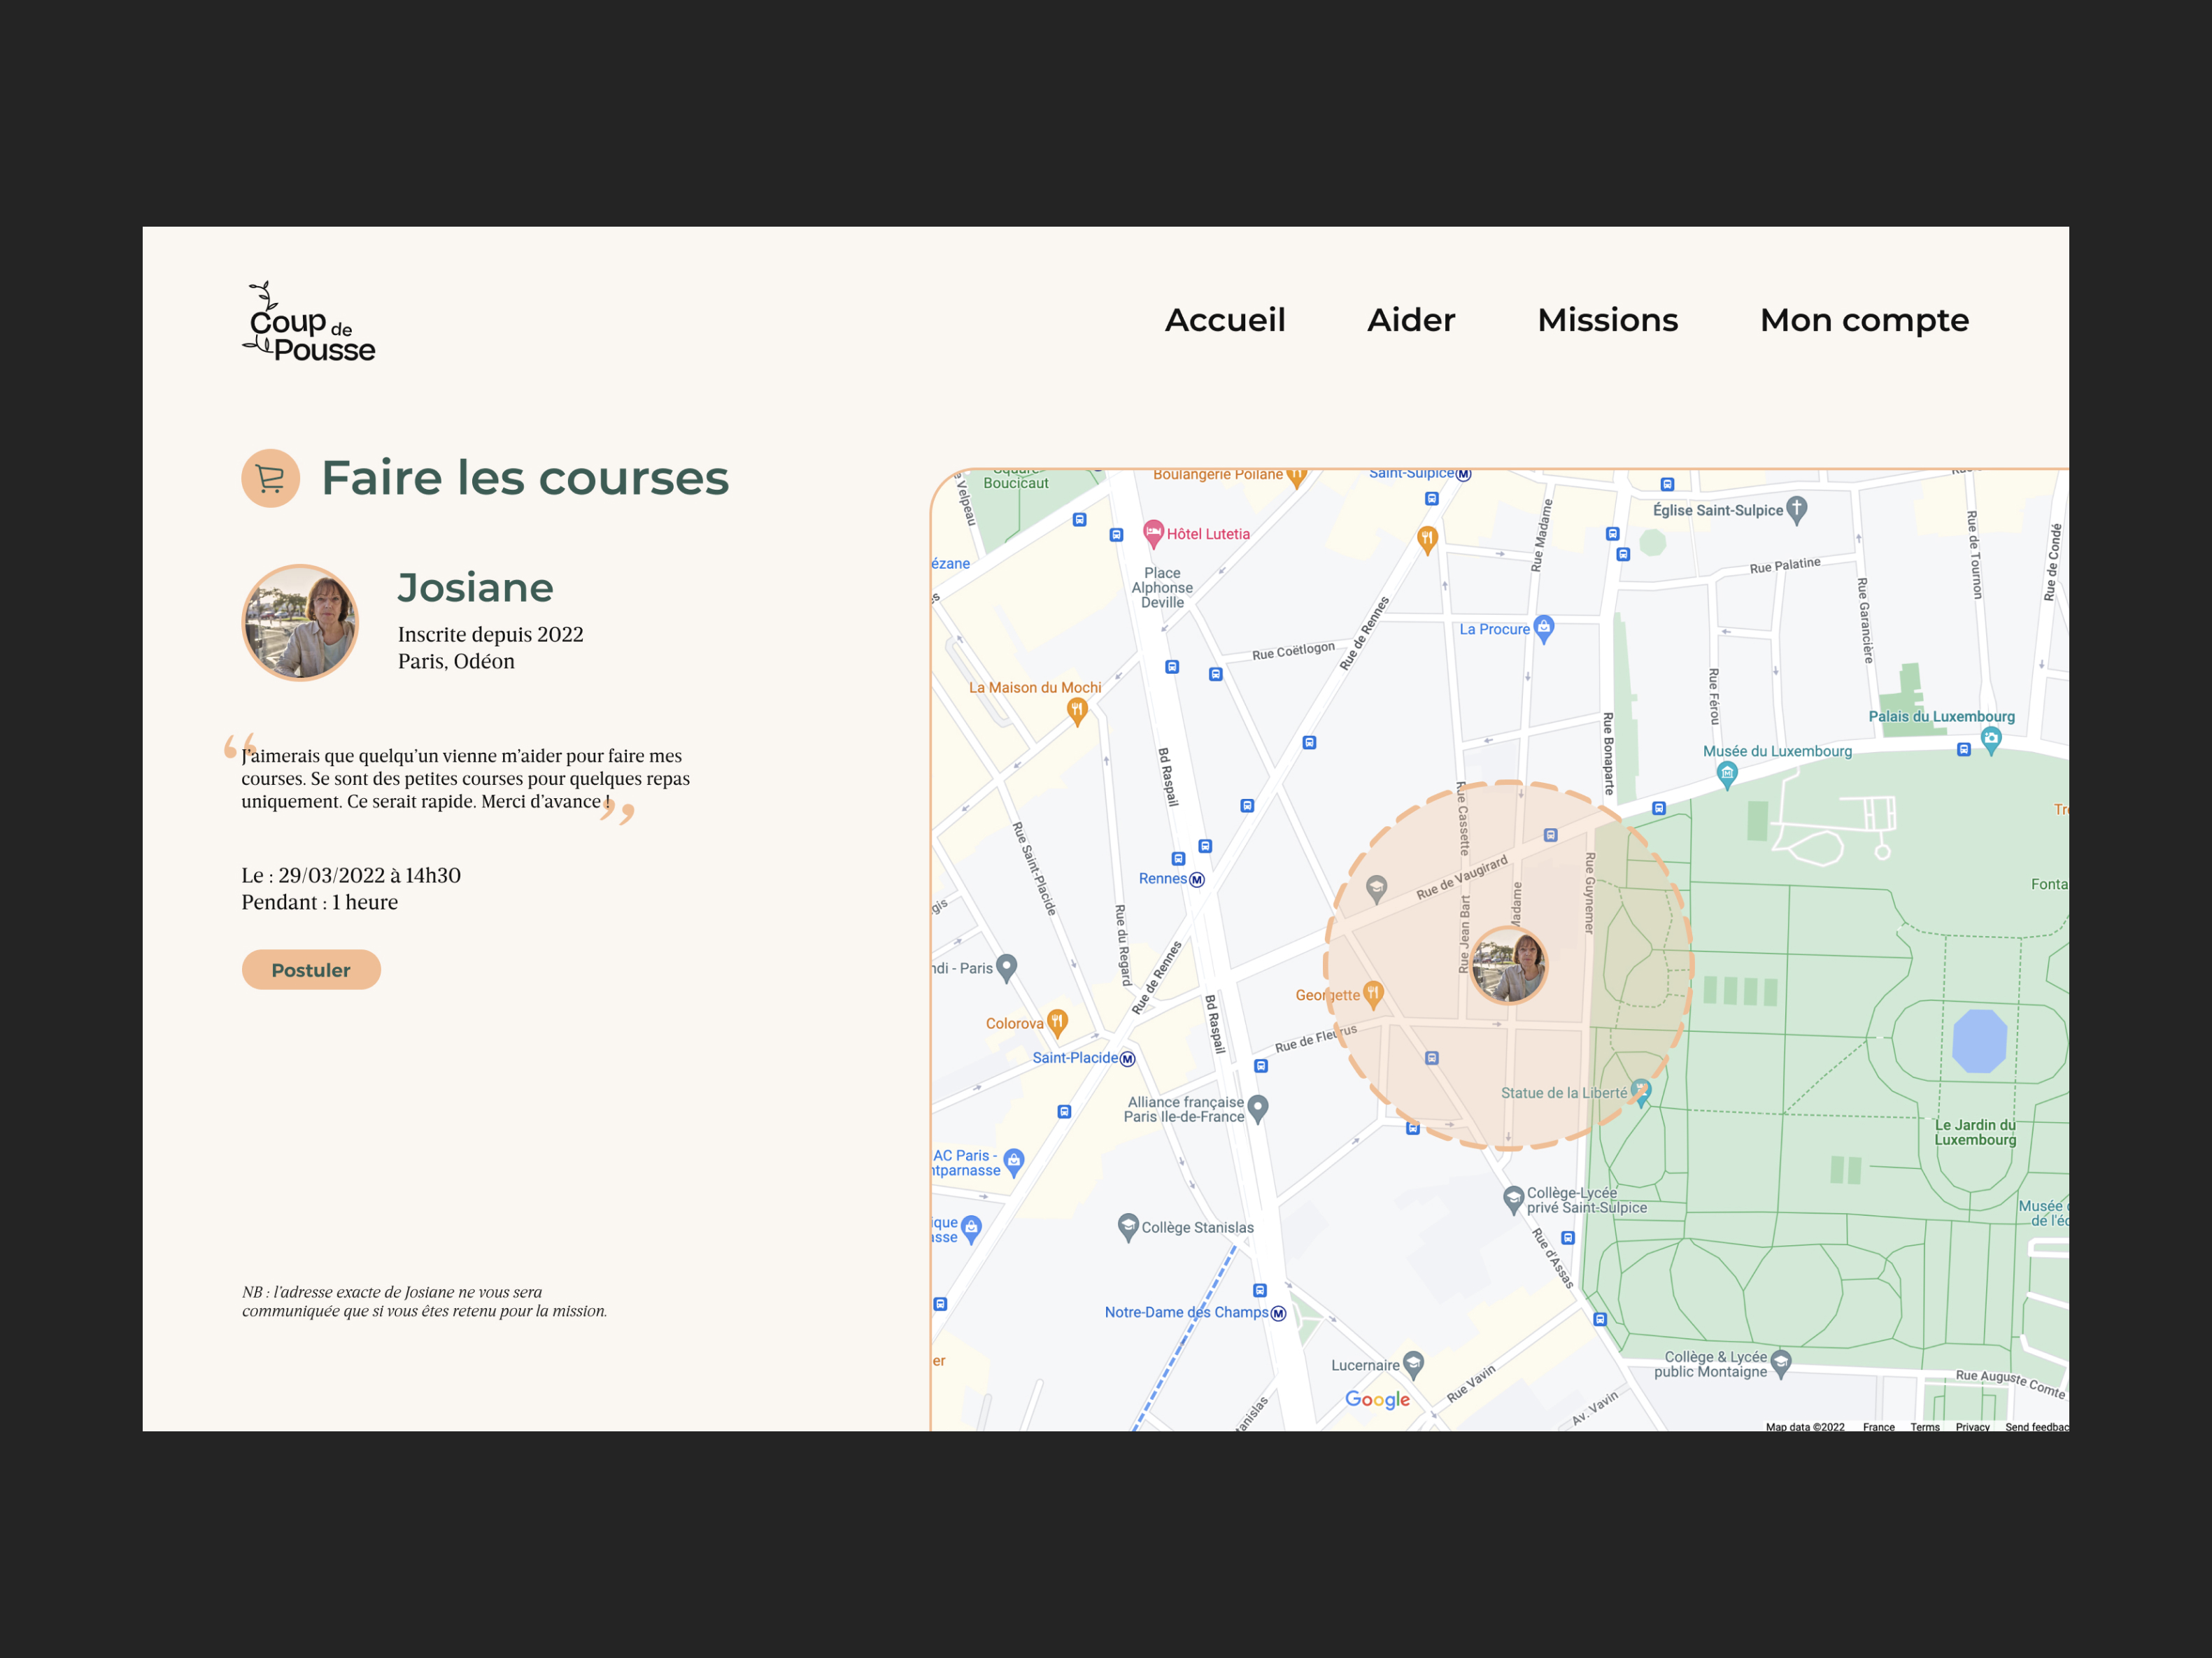 Coup de
Pousse
Accueil
Aider
Missions
Mon compte
Faire les courses
Josiane
Inscrite depuis 2022
Paris, Odéon
“J’aimerais que quelqu’un vienne m’aider pour faire mes
courses. Se sont des petites courses pour quelques repas
uniquement. Ce serait rapide. Merci d’avance !”
Le : 29/03/2022 à 14h30
Pendant : 1 heure
Postuler
NB : l’adresse exacte de Josiane ne vous sera
communiquée que si vous êtes retenu pour la mission.
Square
Boucicaut
Boulangerie Poilane
Saint-Sulpice M
Église Saint-Sulpice
Hôtel Lutetia
Place
Alphonse
Deville
Rue Madame
Rue Palatine
Rue de Tournon
Rue de Condé
Rue Garancière
La Procure
Rue Coëtlogon
Rue de Rennes
Rue Férou
La Maison du Mochi
Palais du Luxembourg
Musée du Luxembourg
Rue Bonaparte
Bd Raspail
Rue Cassette
Rue Saint-Placide
Rennes M
Rue de Vaugirard
Rue Guynemer
Rue Jean Bart
Madame
Rue du Regard
Rue de Rennes
ndi - Paris
Georgette
Colorova
Bd Raspail
Rue de Fleurus
Saint-Placide M
Statue de la Liberté
Alliance française
Paris Ile-de-France
Le Jardin du
Luxembourg
AC Paris -
ntparnasse
Collège-Lycée
privé Saint-Sulpice
Collège Stanislas
Rue d'Assas
Musée
de l'éc
Notre-Dame des Champs M
Lucernaire
Collège & Lycée
public Montaigne
Rue Vavin
Av. Vavin
Rue Auguste Comte
Google
Map data ©2022
France
Terms
Privacy
Send feedbac